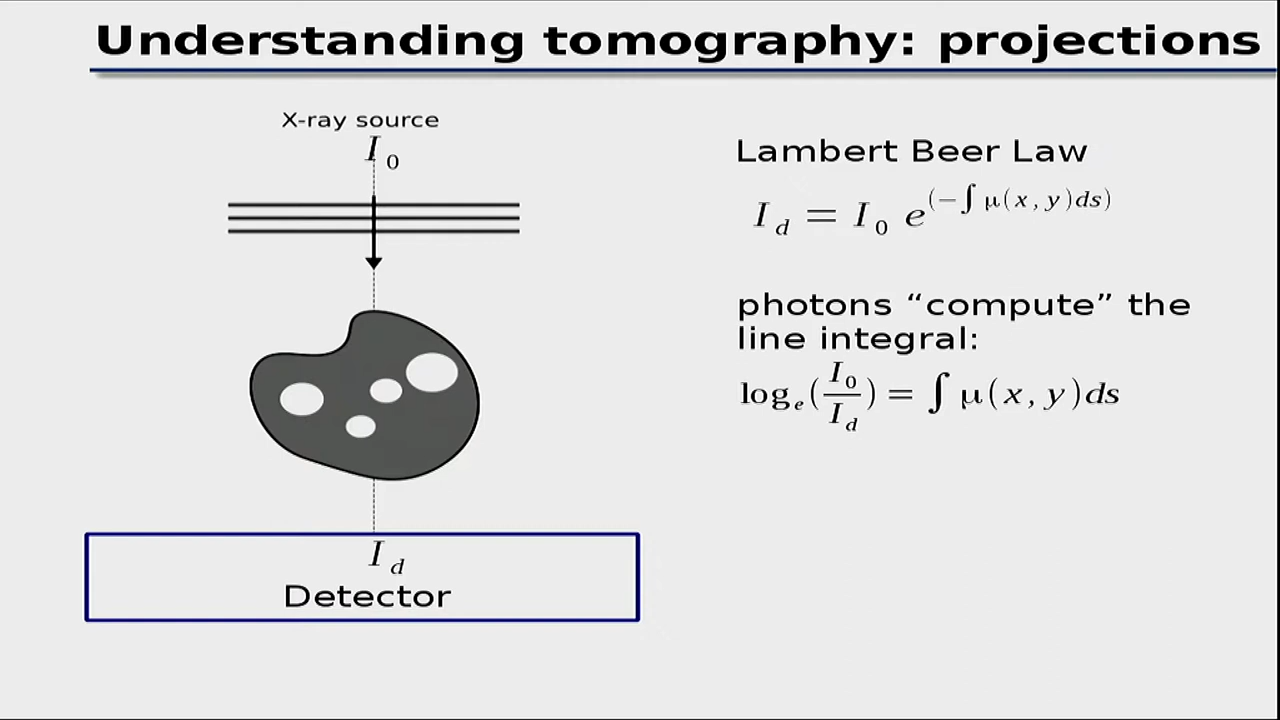 Understanding tomography: projections
X-ray source
I₀
Lambert Beer Law
I_d = I₀ e^(−∫ μ(x, y)ds)
photons “compute” the
line integral:
logₑ(I₀/I_d) = ∫ μ(x, y)ds
I_d
Detector